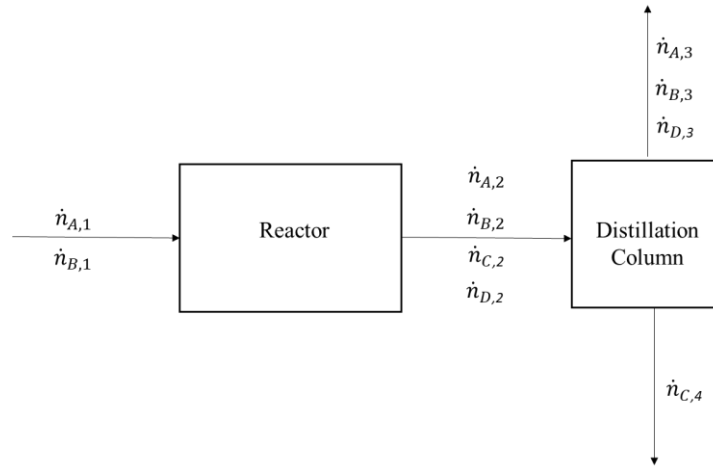 ṅ_{A,1}
ṅ_{B,1}
Reactor
ṅ_{A,2}
ṅ_{B,2}
ṅ_{C,2}
ṅ_{D,2}
ṅ_{A,3}
ṅ_{B,3}
ṅ_{D,3}
Distillation
Column
ṅ_{C,4}